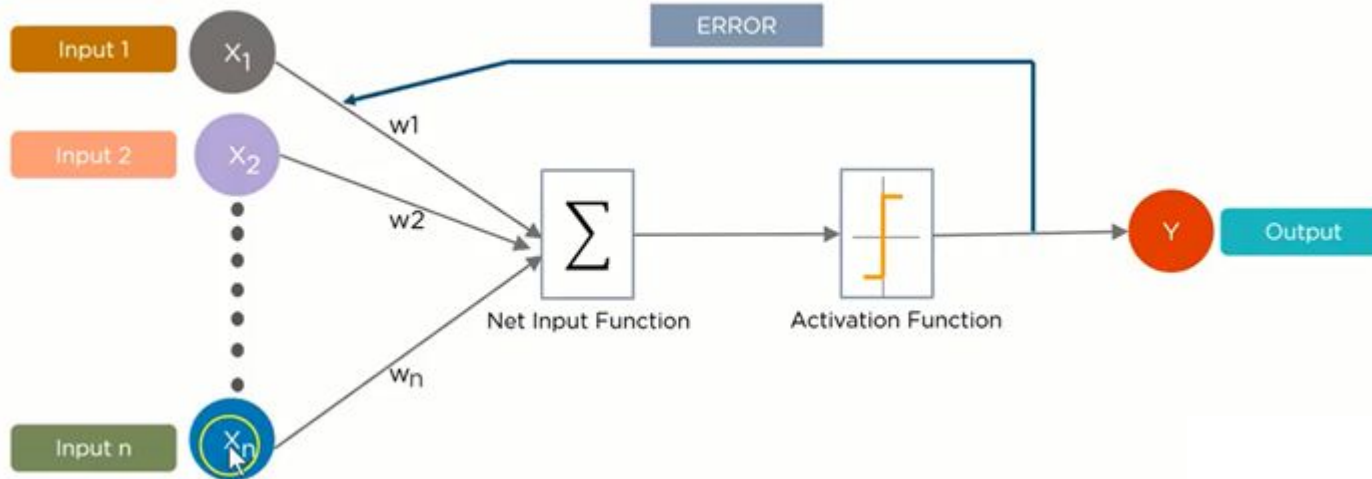 ERROR
Input 1
X₁
w1
Input 2
X₂
w2
∑
Y
Output
Net Input Function
Activation Function
wₙ
Input n
Xₙ